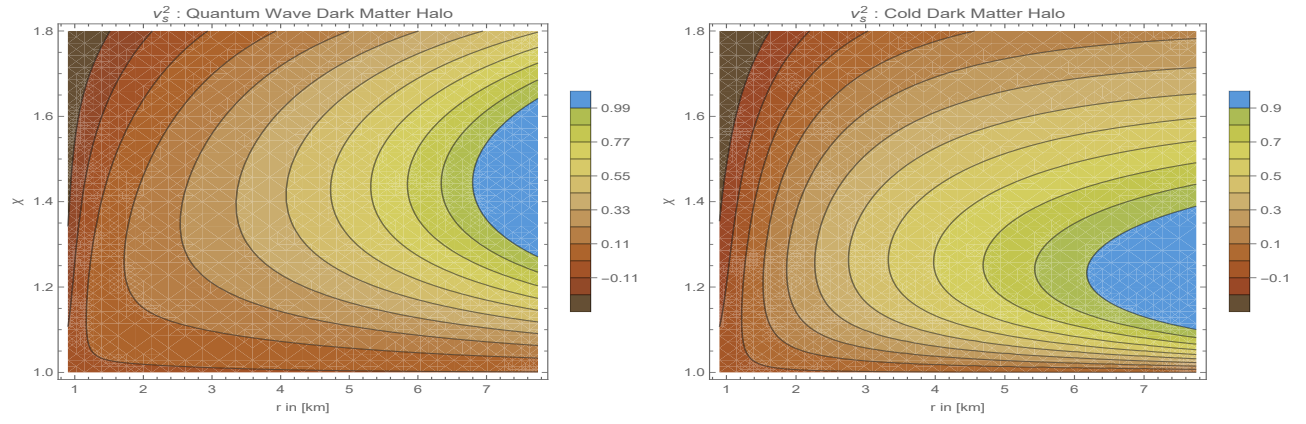 v_s^2 : Quantum Wave Dark Matter Halo
1.8
1.6
χ
1.4
1.2
1.0
1 2 3 4 5 6 7
r in [km]
0.99
0.77
0.55
0.33
0.11
-0.11
v_s^2 : Cold Dark Matter Halo
1.8
1.6
χ
1.4
1.2
1.0
1 2 3 4 5 6 7
r in [km]
0.9
0.7
0.5
0.3
0.1
-0.1